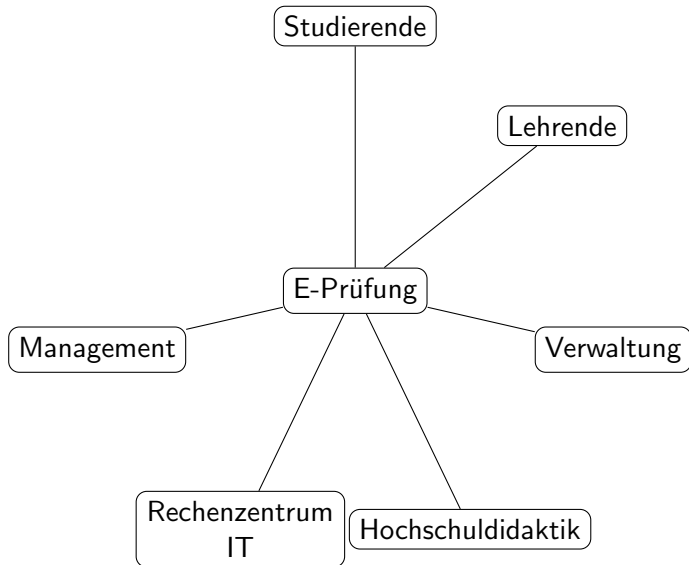 Studierende
Lehrende
E-Prüfung
Management
Verwaltung
Rechenzentrum
IT
Hochschuldidaktik